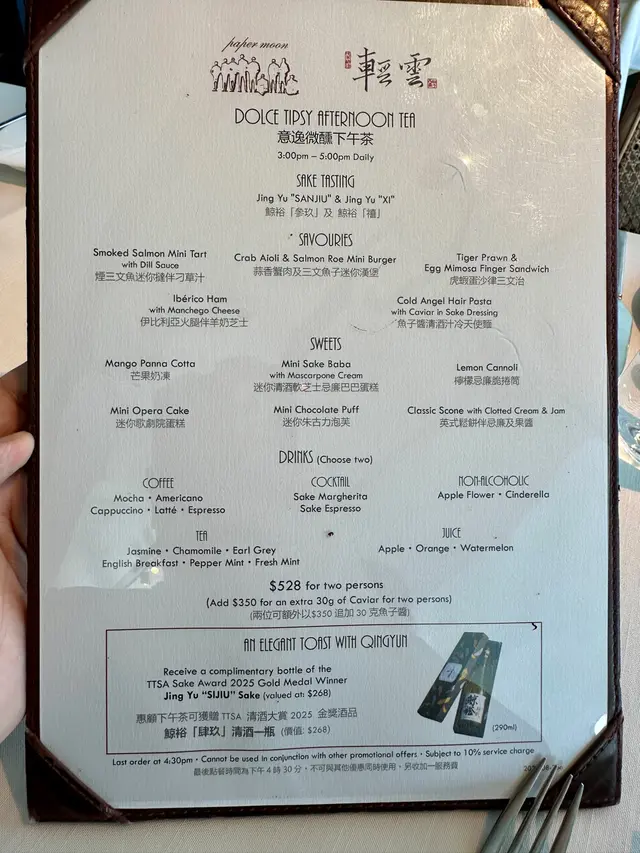 paper moon
輕雲
DOLCE TIPSY AFTERNOON TEA
意逸微醺下午茶
3:00pm – 5:00pm Daily
SAKE TASTING
Jing Yu "SANJIU" & Jing Yu "XI"
鯨裕「參玖」及 鯨裕「禧」
SAVOURIES
Smoked Salmon Mini Tart
with Dill Sauce
煙三文魚迷你撻伴刁草汁
Crab Aioli & Salmon Roe Mini Burger
蒜香蟹肉及三文魚子迷你漢堡
Tiger Prawn &
Egg Mimosa Finger Sandwich
虎蝦蛋沙律三文治
Ibérico Ham
with Manchego Cheese
伊比利亞火腿伴羊奶芝士
Cold Angel Hair Pasta
with Caviar in Sake Dressing
魚子醬清酒汁冷天使麵
SWEETS
Mango Panna Cotta
芒果奶凍
Mini Sake Baba
with Mascarpone Cream
迷你清酒軟芝士忌廉巴巴蛋糕
Lemon Cannoli
檸檬忌廉脆捲筒
Mini Opera Cake
迷你歌劇院蛋糕
Mini Chocolate Puff
迷你朱古力泡芙
Classic Scone with Clotted Cream & Jam
英式鬆餅伴忌廉及果醬
DRINKS (Choose two)
COFFEE
Mocha • Americano
Cappuccino • Latté • Espresso
COCKTAIL
Sake Margherita
Sake Espresso
NON-ALCOHOLIC
Apple Flower • Cinderella
TEA
Jasmine • Chamomile • Earl Grey
English Breakfast • Pepper Mint • Fresh Mint
JUICE
Apple • Orange • Watermelon
$528 for two persons
(Add $350 for an extra 30g of Caviar for two persons)
(兩位可額外以$350 追加 30 克魚子醬)
AN ELEGANT TOAST WITH QINGYUN
Receive a complimentary bottle of the
TTSA Sake Award 2025 Gold Medal Winner
Jing Yu "SIJIU" Sake (valued at: $268)
惠顧下午茶可獲贈 TTSA 清酒大賞 2025 金獎酒品
鯨裕「肆玖」清酒一瓶 (價值: $268)
(290ml)
Last order at 4:30pm • Cannot be used in conjunction with other promotional offers • Subject to 10% service charge
最後點餐時間為下午 4 時 30 分，不可與其他優惠同時使用，另收加一服務費